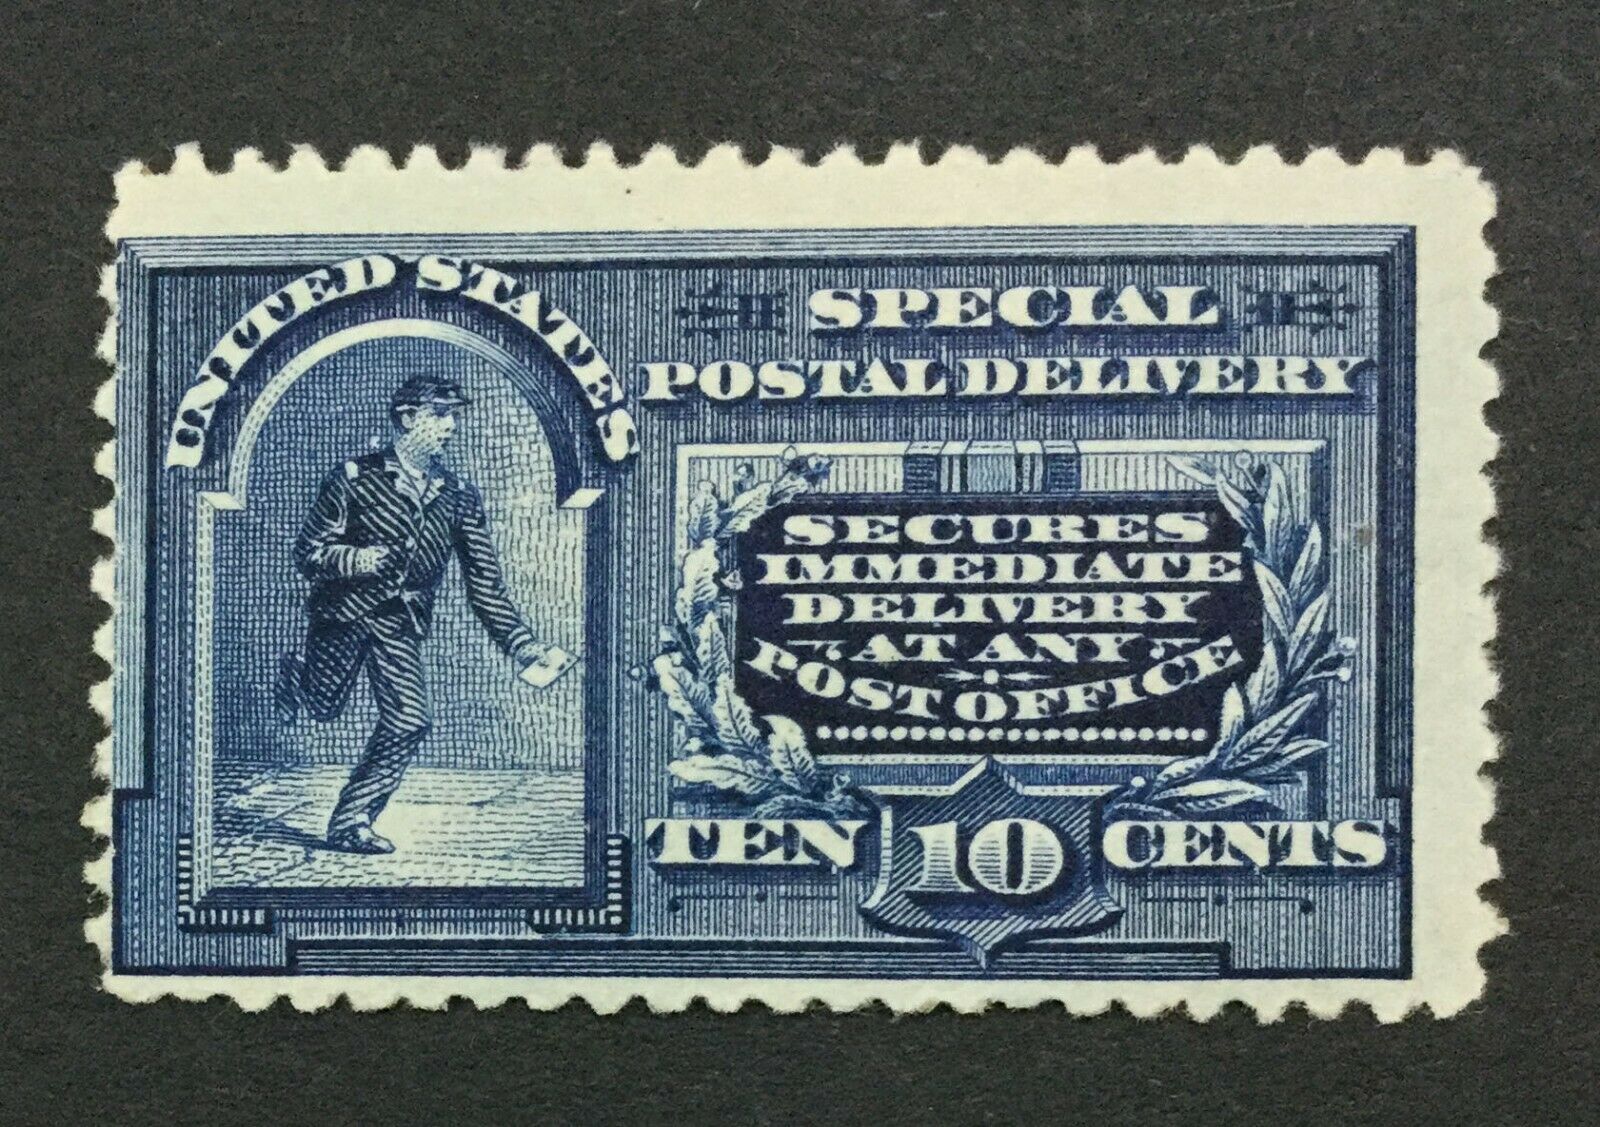 UNITED STATES
SPECIAL
POSTAL DELIVERY
SECURES
IMMEDIATE
DELIVERY
AT ANY
POST OFFICE
TEN 10 CENTS